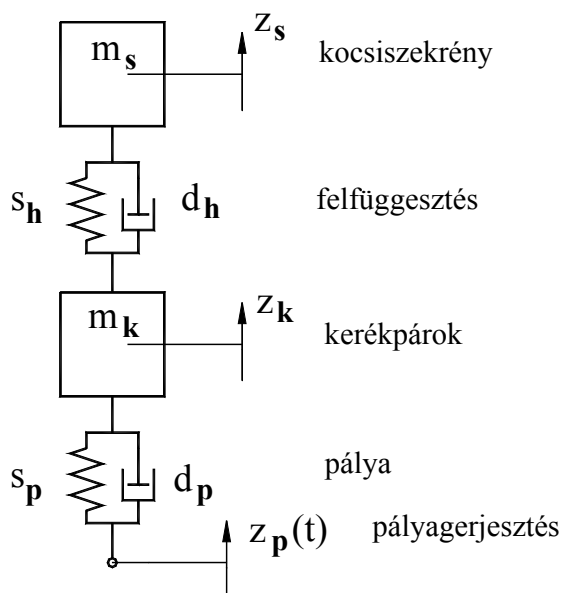 m_s z_s kocsiszekrény
s_h d_h felfüggesztés
m_k z_k kerékpárok
s_p d_p pálya
z_p(t) pályagerjesztés